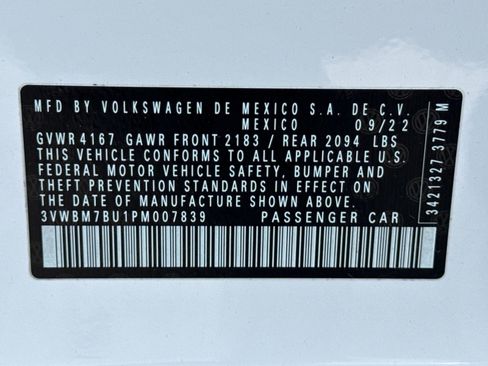 MFD BY VOLKSWAGEN DE MEXICO S.A. DE C.V.
MEXICO 09/22
GVWR 4167 GAWR FRONT 2183 / REAR 2094 LBS
THIS VEHICLE CONFORMS TO ALL APPLICABLE U.S.
FEDERAL MOTOR VEHICLE SAFETY, BUMPER AND
THEFT PREVENTION STANDARDS IN EFFECT ON
THE DATE OF MANUFACTURE SHOWN ABOVE.
3VWBM7BU1PM007839 PASSENGER CAR
3421327 3779 M